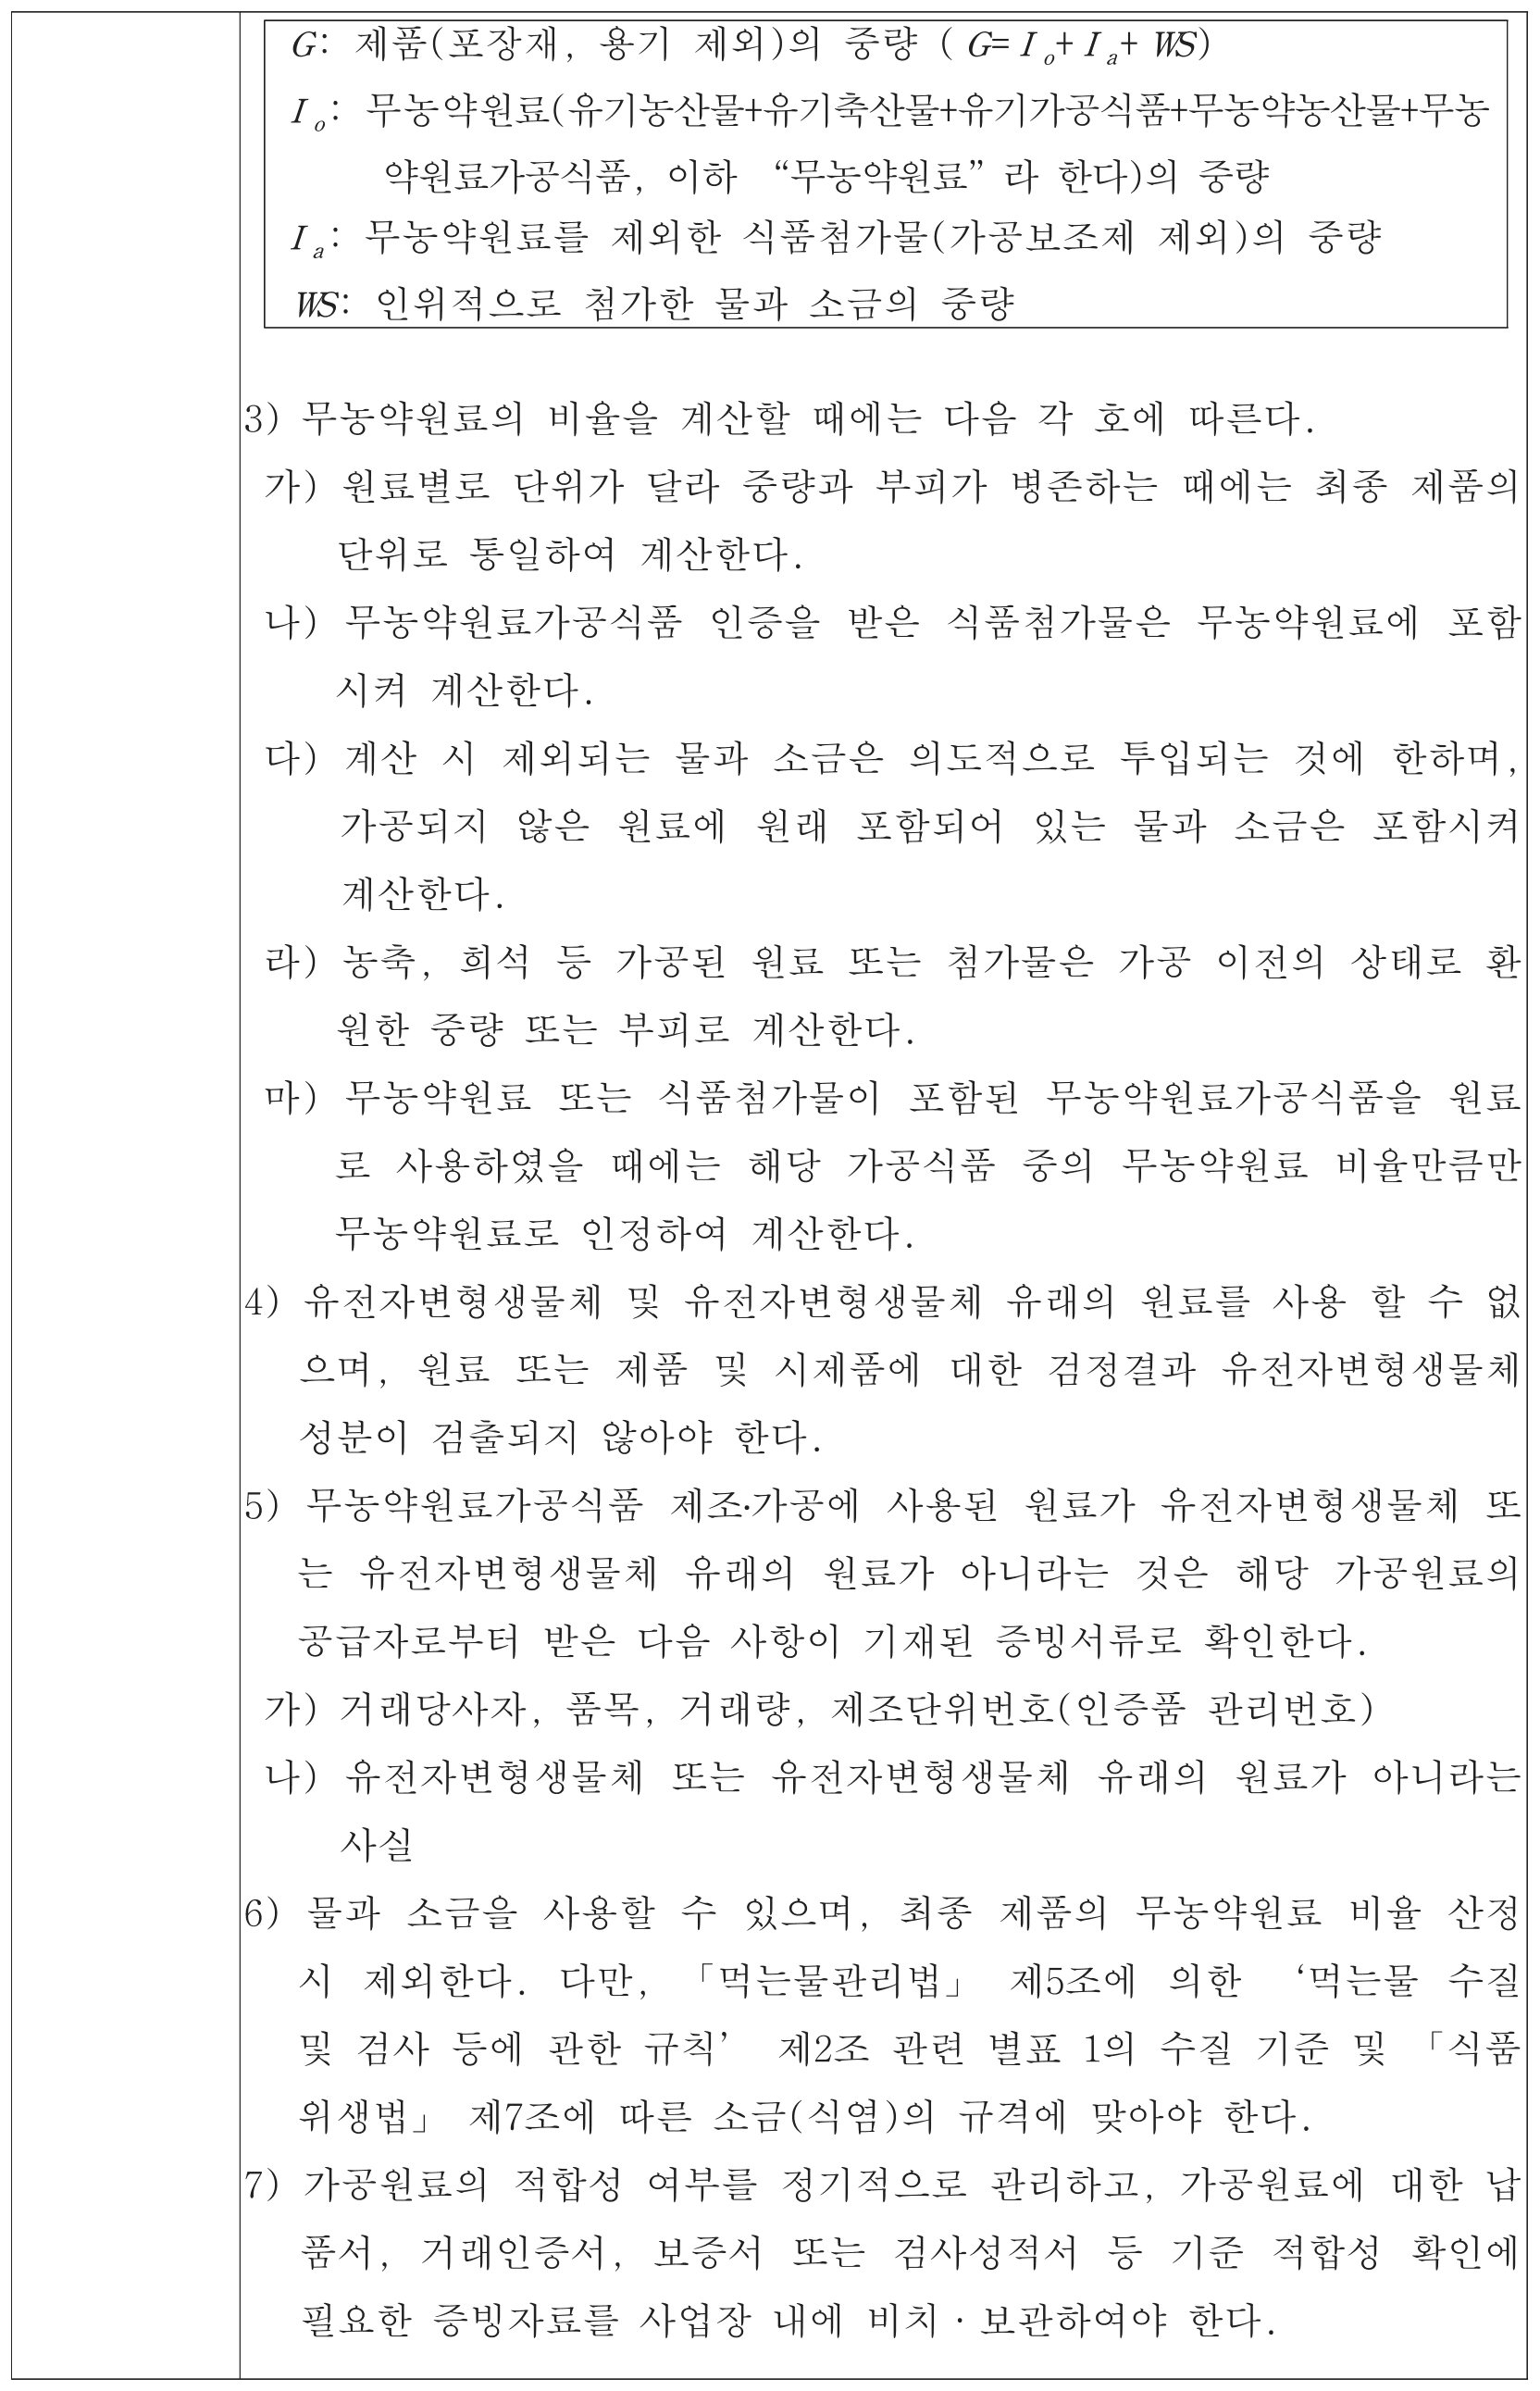 G: 제품(포장재, 용기 제외)의 중량 ( G= I o+ I a+ WS)
I o: 무농약원료(유기농산물+유기축산물+유기가공식품+무농약농산물+무농
약원료가공식품, 이하 “무농약원료”라 한다)의 중량
I a: 무농약원료를 제외한 식품첨가물(가공보조제 제외)의 중량
WS: 인위적으로 첨가한 물과 소금의 중량
3) 무농약원료의 비율을 계산할 때에는 다음 각 호에 따른다.
가) 원료별로 단위가 달라 중량과 부피가 병존하는 때에는 최종 제품의
단위로 통일하여 계산한다.
나) 무농약원료가공식품 인증을 받은 식품첨가물은 무농약원료에 포함
시켜 계산한다.
다) 계산 시 제외되는 물과 소금은 의도적으로 투입되는 것에 한하며,
가공되지 않은 원료에 원래 포함되어 있는 물과 소금은 포함시켜
계산한다.
라) 농축, 희석 등 가공된 원료 또는 첨가물은 가공 이전의 상태로 환
원한 중량 또는 부피로 계산한다.
마) 무농약원료 또는 식품첨가물이 포함된 무농약원료가공식품을 원료
로 사용하였을 때에는 해당 가공식품 중의 무농약원료 비율만큼만
무농약원료로 인정하여 계산한다.
4) 유전자변형생물체 및 유전자변형생물체 유래의 원료를 사용 할 수 없
으며, 원료 또는 제품 및 시제품에 대한 검정결과 유전자변형생물체
성분이 검출되지 않아야 한다.
5) 무농약원료가공식품 제조·가공에 사용된 원료가 유전자변형생물체 또
는 유전자변형생물체 유래의 원료가 아니라는 것은 해당 가공원료의
공급자로부터 받은 다음 사항이 기재된 증빙서류로 확인한다.
가) 거래당사자, 품목, 거래량, 제조단위번호(인증품 관리번호)
나) 유전자변형생물체 또는 유전자변형생물체 유래의 원료가 아니라는
사실
6) 물과 소금을 사용할 수 있으며, 최종 제품의 무농약원료 비율 산정
시 제외한다. 다만, 「먹는물관리법」 제5조에 의한 ‘먹는물 수질
및 검사 등에 관한 규칙’ 제2조 관련 별표 1의 수질 기준 및 「식품
위생법」 제7조에 따른 소금(식염)의 규격에 맞아야 한다.
7) 가공원료의 적합성 여부를 정기적으로 관리하고, 가공원료에 대한 납
품서, 거래인증서, 보증서 또는 검사성적서 등 기준 적합성 확인에
필요한 증빙자료를 사업장 내에 비치·보관하여야 한다.